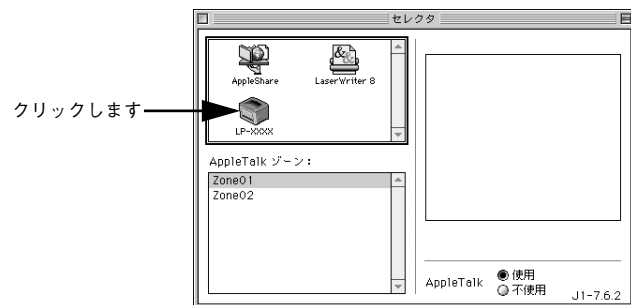 セレクタ
AppleShare
LaserWriter 8
クリックします
LP-XXXX
AppleTalk ゾーン：
Zone01
Zone02
AppleTalk
使用
不使用
J1-7.6.2